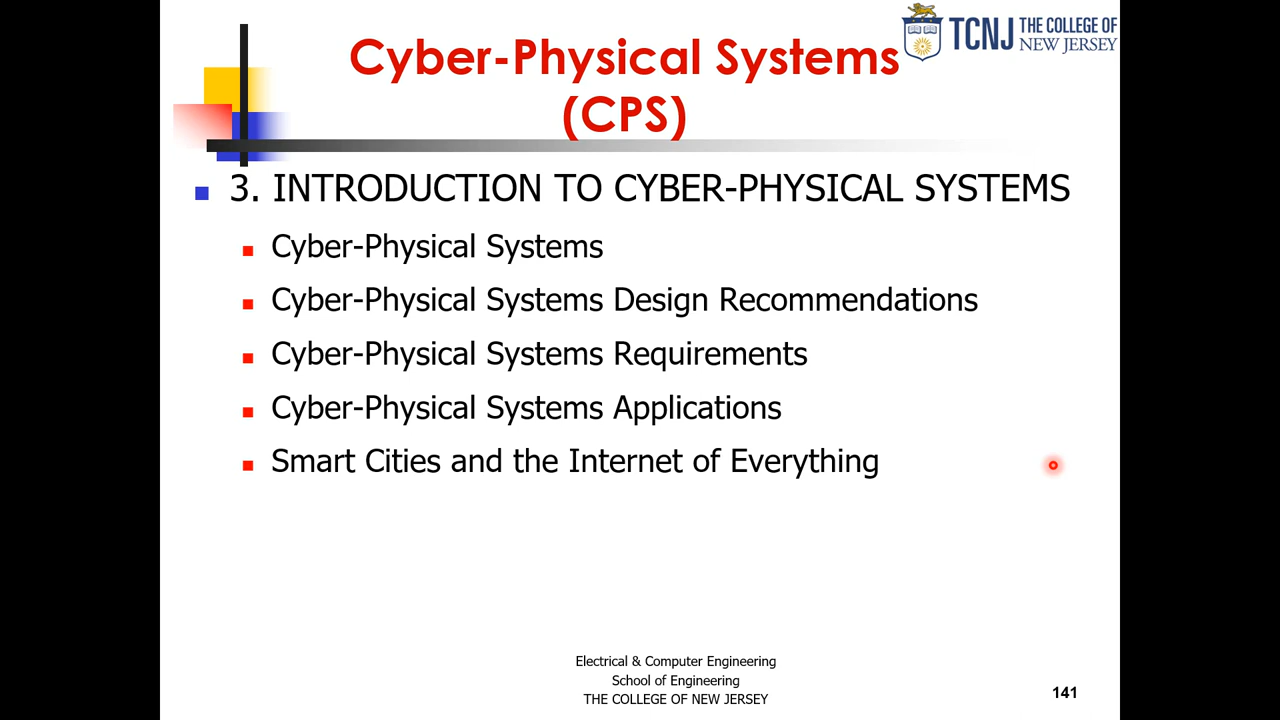 TCNJ THE COLLEGE OF
NEW JERSEY
Cyber-Physical Systems
(CPS)
3. INTRODUCTION TO CYBER-PHYSICAL SYSTEMS
Cyber-Physical Systems
Cyber-Physical Systems Design Recommendations
Cyber-Physical Systems Requirements
Cyber-Physical Systems Applications
Smart Cities and the Internet of Everything
Electrical & Computer Engineering
School of Engineering
THE COLLEGE OF NEW JERSEY
141